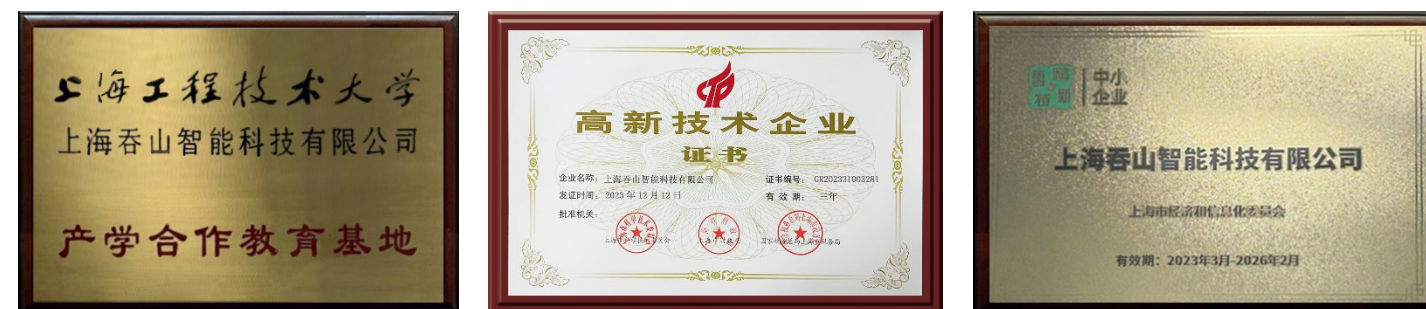 上海工程技术大学
上海吞山智能科技有限公司
产学合作教育基地
高新技术企业
证书
企业名称：上海吞山智能科技有限公司
证书编号：GR202331003281
发证时间：2023年12月12日
有效期：三年
批准机关：
专精特新
中小
企业
上海吞山智能科技有限公司
上海市经济和信息化委员会
有效期：2023年3月-2026年2月